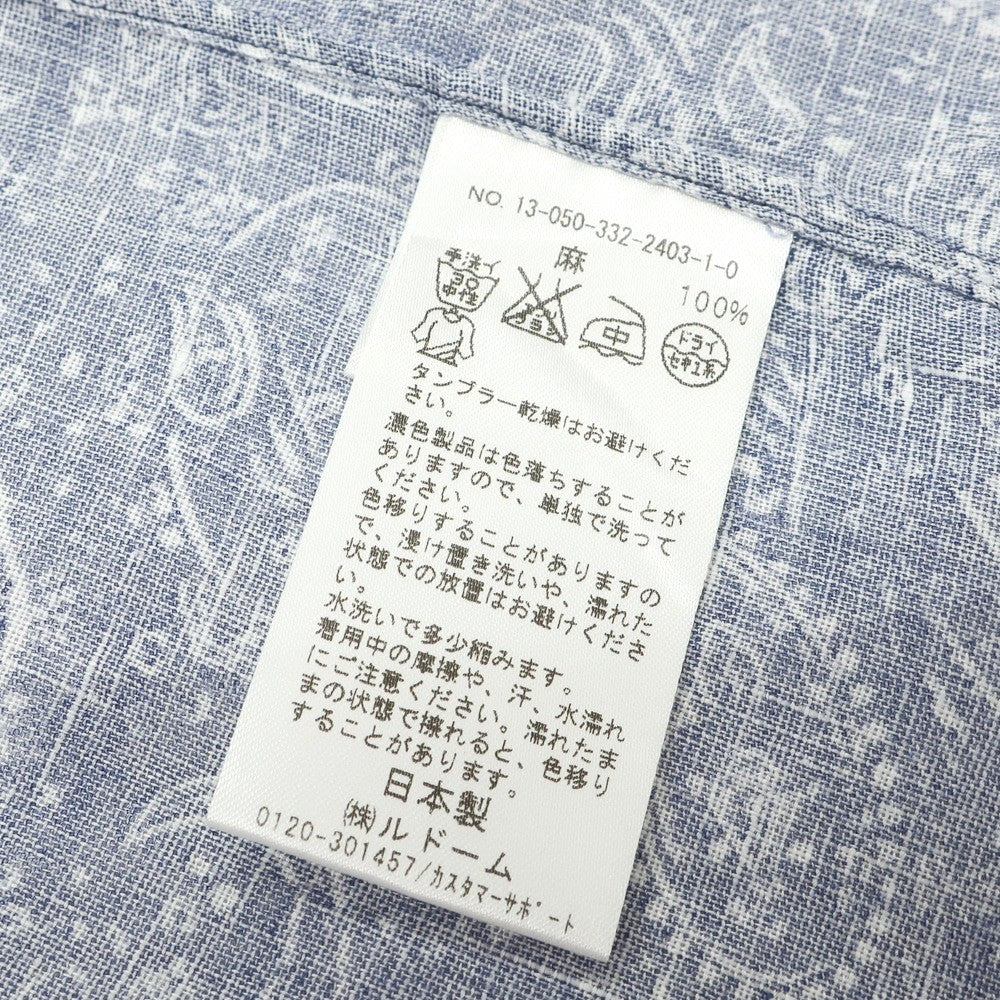 NO. 13-050-332-2403-1-0
麻
100%
手洗イ
30
中性
エンソ
サラシ
中
ドライ
セキユ系
タンブラー乾燥はお避けくだ
さい。
濃色製品は色落ちすることが
ありますので、単独で洗って
ください。
色移りすることがありますの
で、浸け置き洗いや、濡れた
状態での放置はお避けくださ
い。
水洗いで多少縮みます。
着用中の摩擦や、汗、水濡れ
にご注意ください。濡れたま
まの状態で擦れると、色移り
することがあります。
日本製
(株)ルドーム
0120-301457/カスタマーサポート